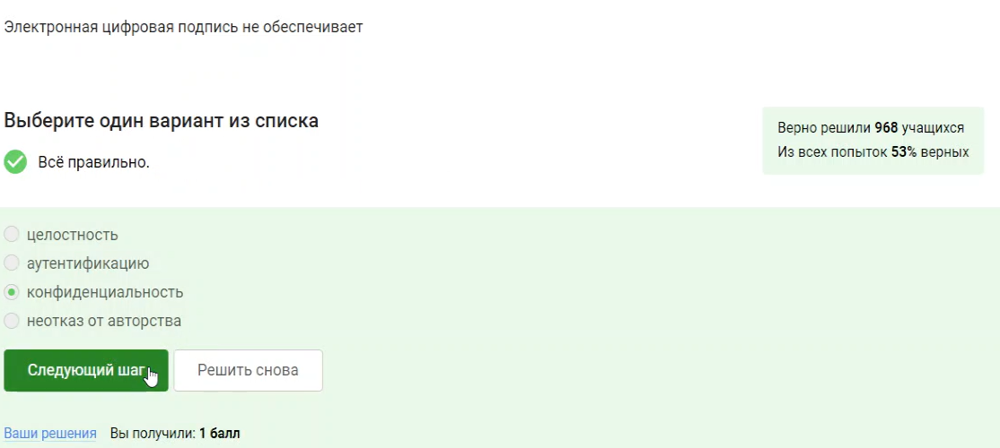 Электронная цифровая подпись не обеспечивает
Выберите один вариант из списка
Всё правильно.
Верно решили 968 учащихся
Из всех попыток 53% верных
целостность
аутентификацию
конфиденциальность
неотказ от авторства
Следующий шаг Решить снова
Ваши решения Вы получили: 1 балл